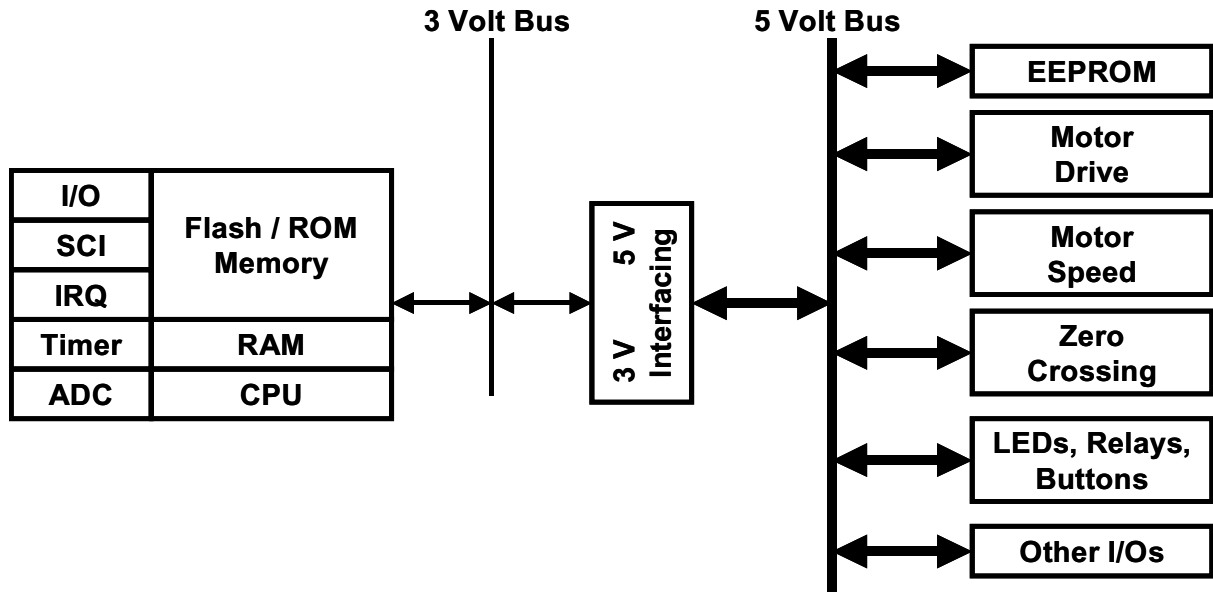 3 Volt Bus
5 Volt Bus
I/O
SCI
IRQ
Timer
ADC
Flash / ROM
Memory
RAM
CPU
3 V 5 V
Interfacing
EEPROM
Motor
Drive
Motor
Speed
Zero
Crossing
LEDs, Relays,
Buttons
Other I/Os